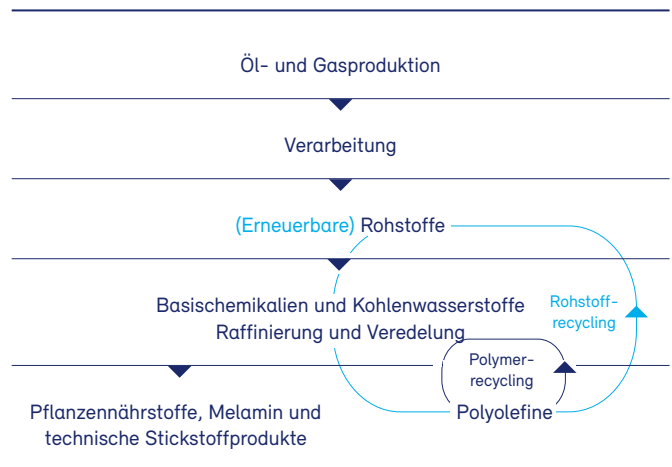 Öl- und Gasproduktion
Verarbeitung
(Erneuerbare) Rohstoffe
Basischemikalien und Kohlenwasserstoffe
Raffinierung und Veredelung
Rohstoff-
recycling
Polymer-
recycling
Pflanzennährstoffe, Melamin und
technische Stickstoffprodukte
Polyolefine